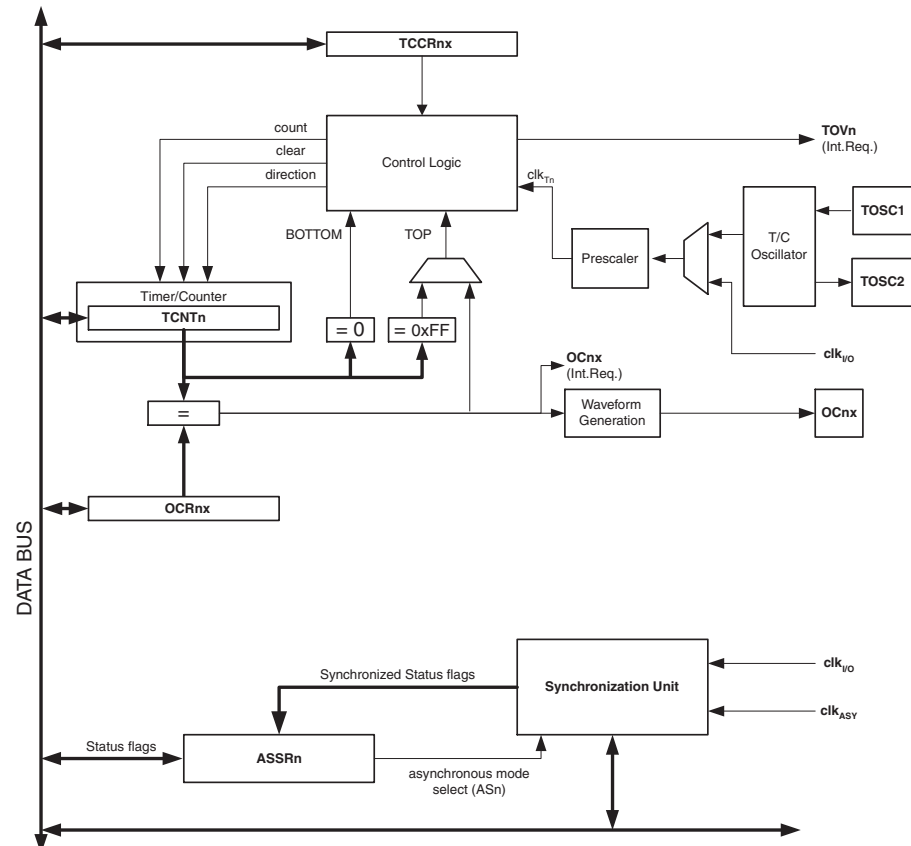 TCCRnx
count
clear
direction
Control Logic
TOVn
(Int.Req.)
clkTn
BOTTOM
TOP
TOSC1
T/C
Oscillator
Prescaler
TOSC2
Timer/Counter
TCNTn
= 0
= 0xFF
clkI/O
OCnx
(Int.Req.)
=
Waveform
Generation
OCnx
OCRnx
DATA BUS
Synchronized Status flags
Synchronization Unit
clkI/O
clkASY
Status flags
ASSRn
asynchronous mode
select (ASn)